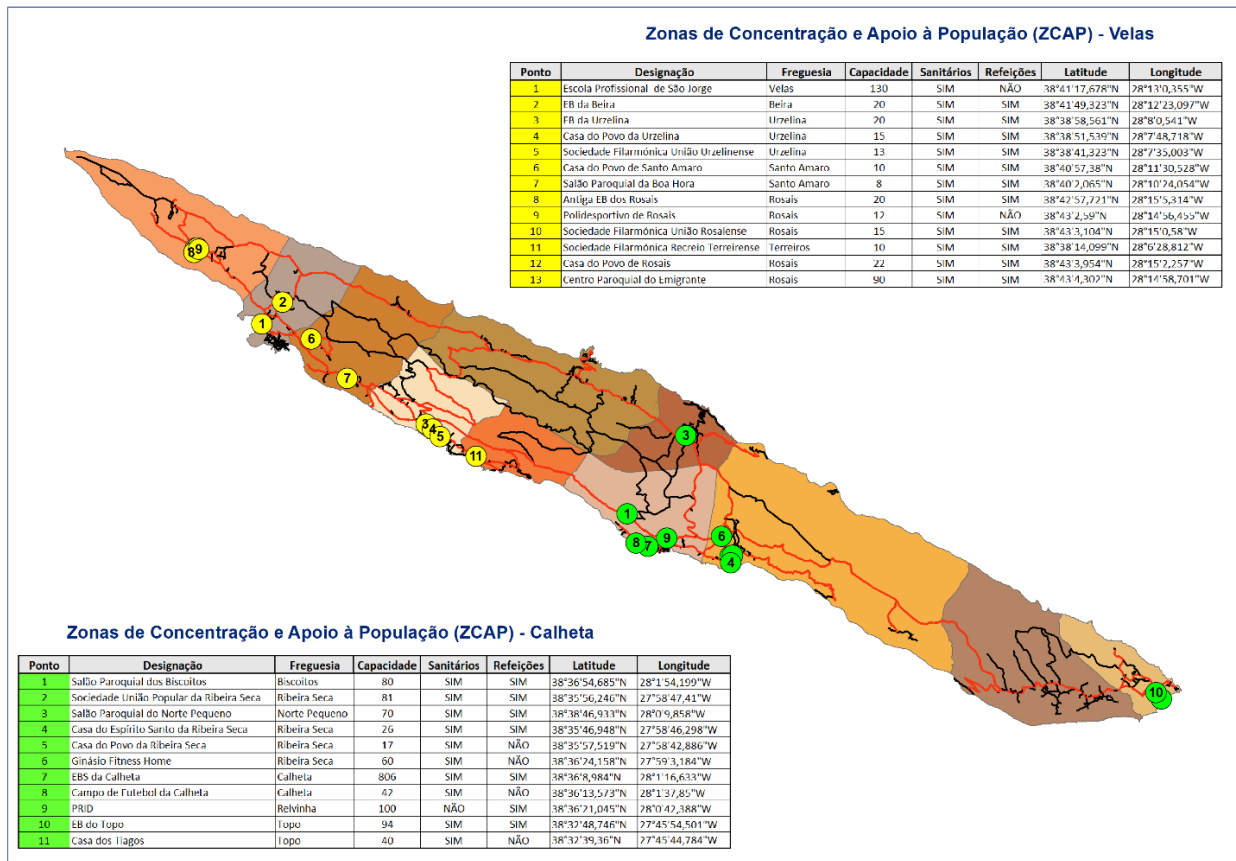 Zonas de Concentração e Apoio à População (ZCAP) - Velas
Ponto Designação Freguesia Capacidade Sanitários Refeições Latitude Longitude
1 Escola Profissional de São Jorge Velas 130 SIM NÃO 38°41'17,678"N 28°13'0,355"W
2 EB da Beira Beira 20 SIM SIM 38°41'49,323"N 28°12'23,097"W
3 EB da Urzelina Urzelina 20 SIM SIM 38°38'58,561"N 28°8'0,541"W
4 Casa do Povo da Urzelina Urzelina 15 SIM SIM 38°38'51,539"N 28°7'48,718"W
5 Sociedade Filarmónica União Urzelinense Urzelina 13 SIM SIM 38°38'41,323"N 28°7'35,003"W
6 Casa do Povo de Santo Amaro Santo Amaro 10 SIM SIM 38°40'57,38"N 28°11'30,528"W
7 Salão Paroquial da Boa Hora Santo Amaro 8 SIM SIM 38°40'2,065"N 28°10'24,054"W
8 Antiga EB dos Rosais Rosais 20 SIM SIM 38°42'57,721"N 28°15'5,314"W
9 Polidesportivo de Rosais Rosais 12 SIM NÃO 38°43'2,59"N 28°14'56,455"W
10 Sociedade Filarmónica União Rosalense Rosais 15 SIM SIM 38°43'3,104"N 28°15'0,58"W
11 Sociedade Filarmónica Recreio Terreirense Terreiros 10 SIM SIM 38°38'14,099"N 28°6'28,812"W
12 Casa do Povo de Rosais Rosais 22 SIM SIM 38°43'3,954"N 28°15'2,257"W
13 Centro Paroquial do Emigrante Rosais 90 SIM SIM 38°43'4,302"N 28°14'58,701"W
8 9
2
1
6
7
3 4 5
11
3
1
8 7 9
6
4
10
Zonas de Concentração e Apoio à População (ZCAP) - Calheta
Ponto Designação Freguesia Capacidade Sanitários Refeições Latitude Longitude
1 Salão Paroquial dos Biscoitos Biscoitos 80 SIM SIM 38°36'54,685"N 28°1'54,199"W
2 Sociedade União Popular da Ribeira Seca Ribeira Seca 81 SIM SIM 38°35'56,246"N 27°58'47,41"W
3 Salão Paroquial do Norte Pequeno Norte Pequeno 70 SIM SIM 38°38'46,933"N 28°0'9,858"W
4 Casa do Espírito Santo da Ribeira Seca Ribeira Seca 26 SIM SIM 38°35'46,948"N 27°58'46,298"W
5 Casa do Povo da Ribeira Seca Ribeira Seca 17 SIM NÃO 38°35'57,519"N 27°58'42,886"W
6 Ginásio Fitness Home Ribeira Seca 60 SIM NÃO 38°36'24,158"N 27°59'3,184"W
7 EBS da Calheta Calheta 806 SIM SIM 38°36'8,984"N 28°1'16,633"W
8 Campo de Futebol da Calheta Calheta 42 SIM NÃO 38°36'13,573"N 28°1'37,85"W
9 PRID Relvinha 100 NÃO SIM 38°36'21,045"N 28°0'42,388"W
10 EB do Topo Topo 94 SIM SIM 38°32'48,746"N 27°45'54,501"W
11 Casa dos Tiagos Topo 40 SIM NÃO 38°32'39,36"N 27°45'44,784"W